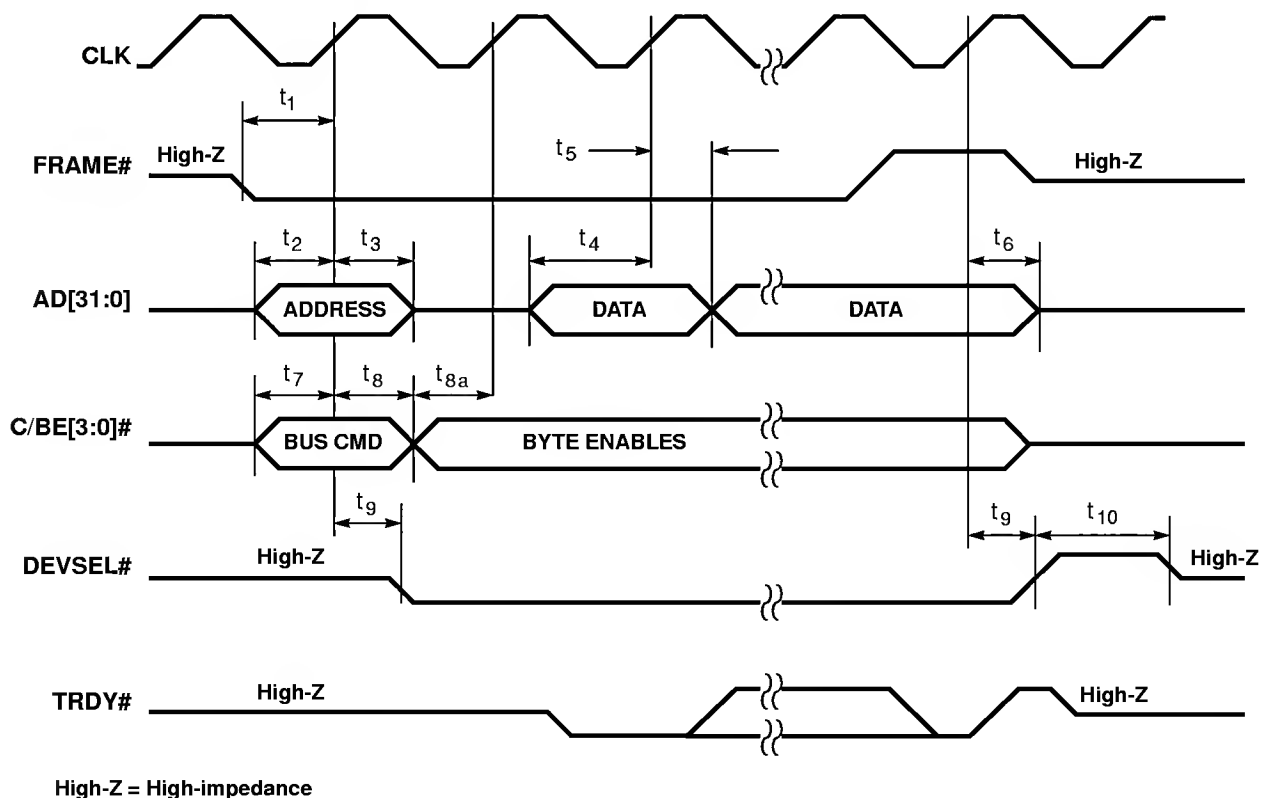 CLK
t1
FRAME#
High-Z
t5
High-Z
t2
t3
t4
t6
AD[31:0]
ADDRESS
DATA
DATA
t7
t8
t8a
C/BE[3:0]#
BUS CMD
BYTE ENABLES
t9
t9
t10
DEVSEL#
High-Z
High-Z
TRDY#
High-Z
High-Z
High-Z = High-impedance